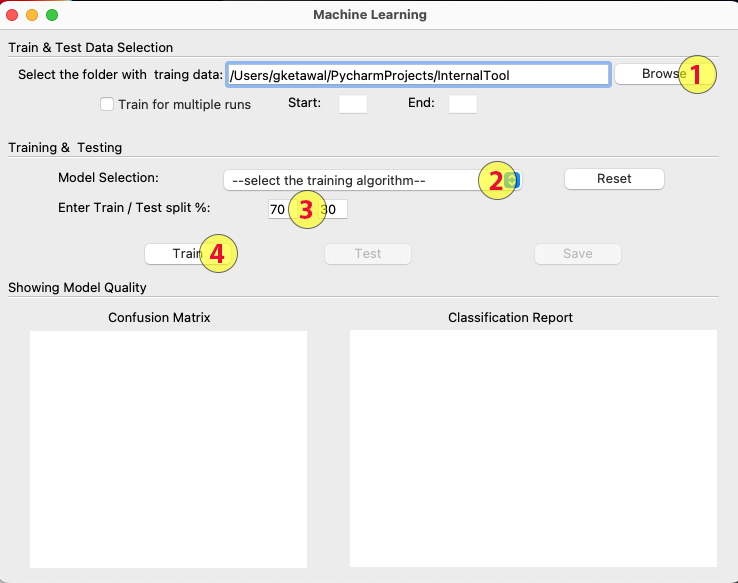 Machine Learning
Train & Test Data Selection
Select the folder with traing data: /Users/gketawal/PycharmProjects/InternalTool Browse 1
Train for multiple runs Start: End:
Training & Testing
Model Selection: --select the training algorithm-- 2 Reset
Enter Train / Test split %: 70 3 30
Train 4 Test Save
Showing Model Quality
Confusion Matrix Classification Report